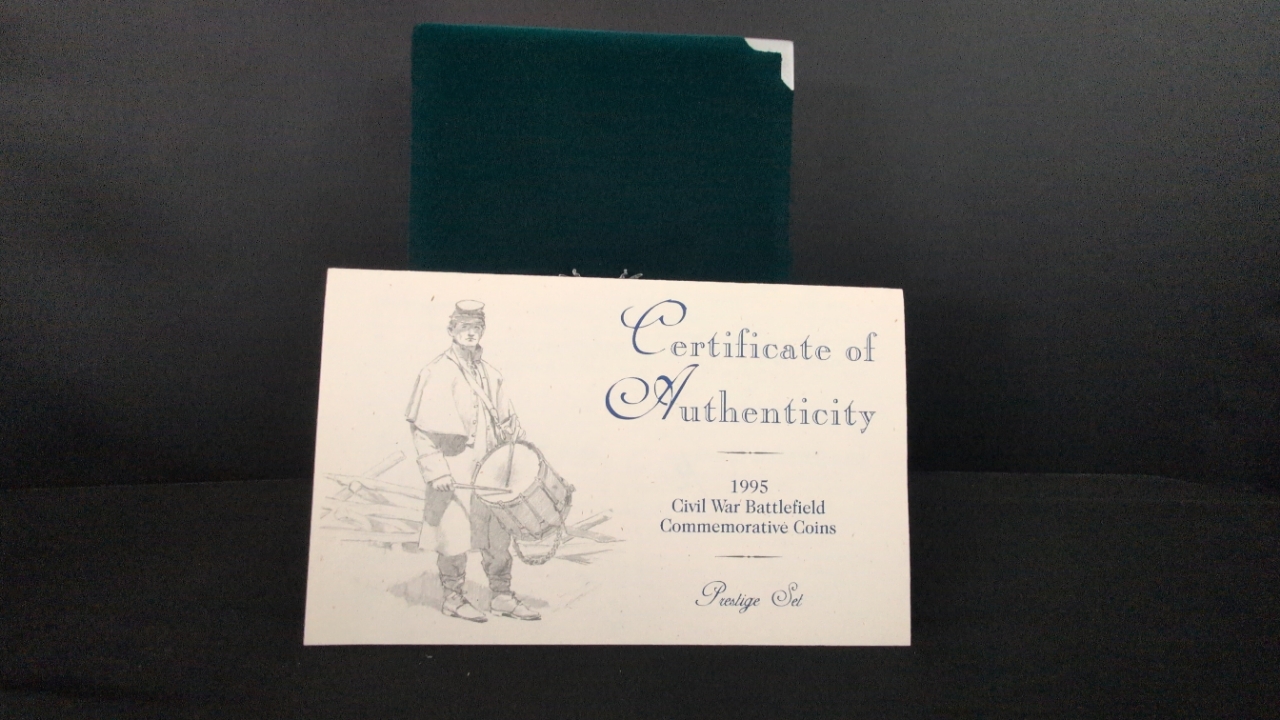 Certificate of
Authenticity
1995
Civil War Battlefield
Commemorative Coins
Prestige Set